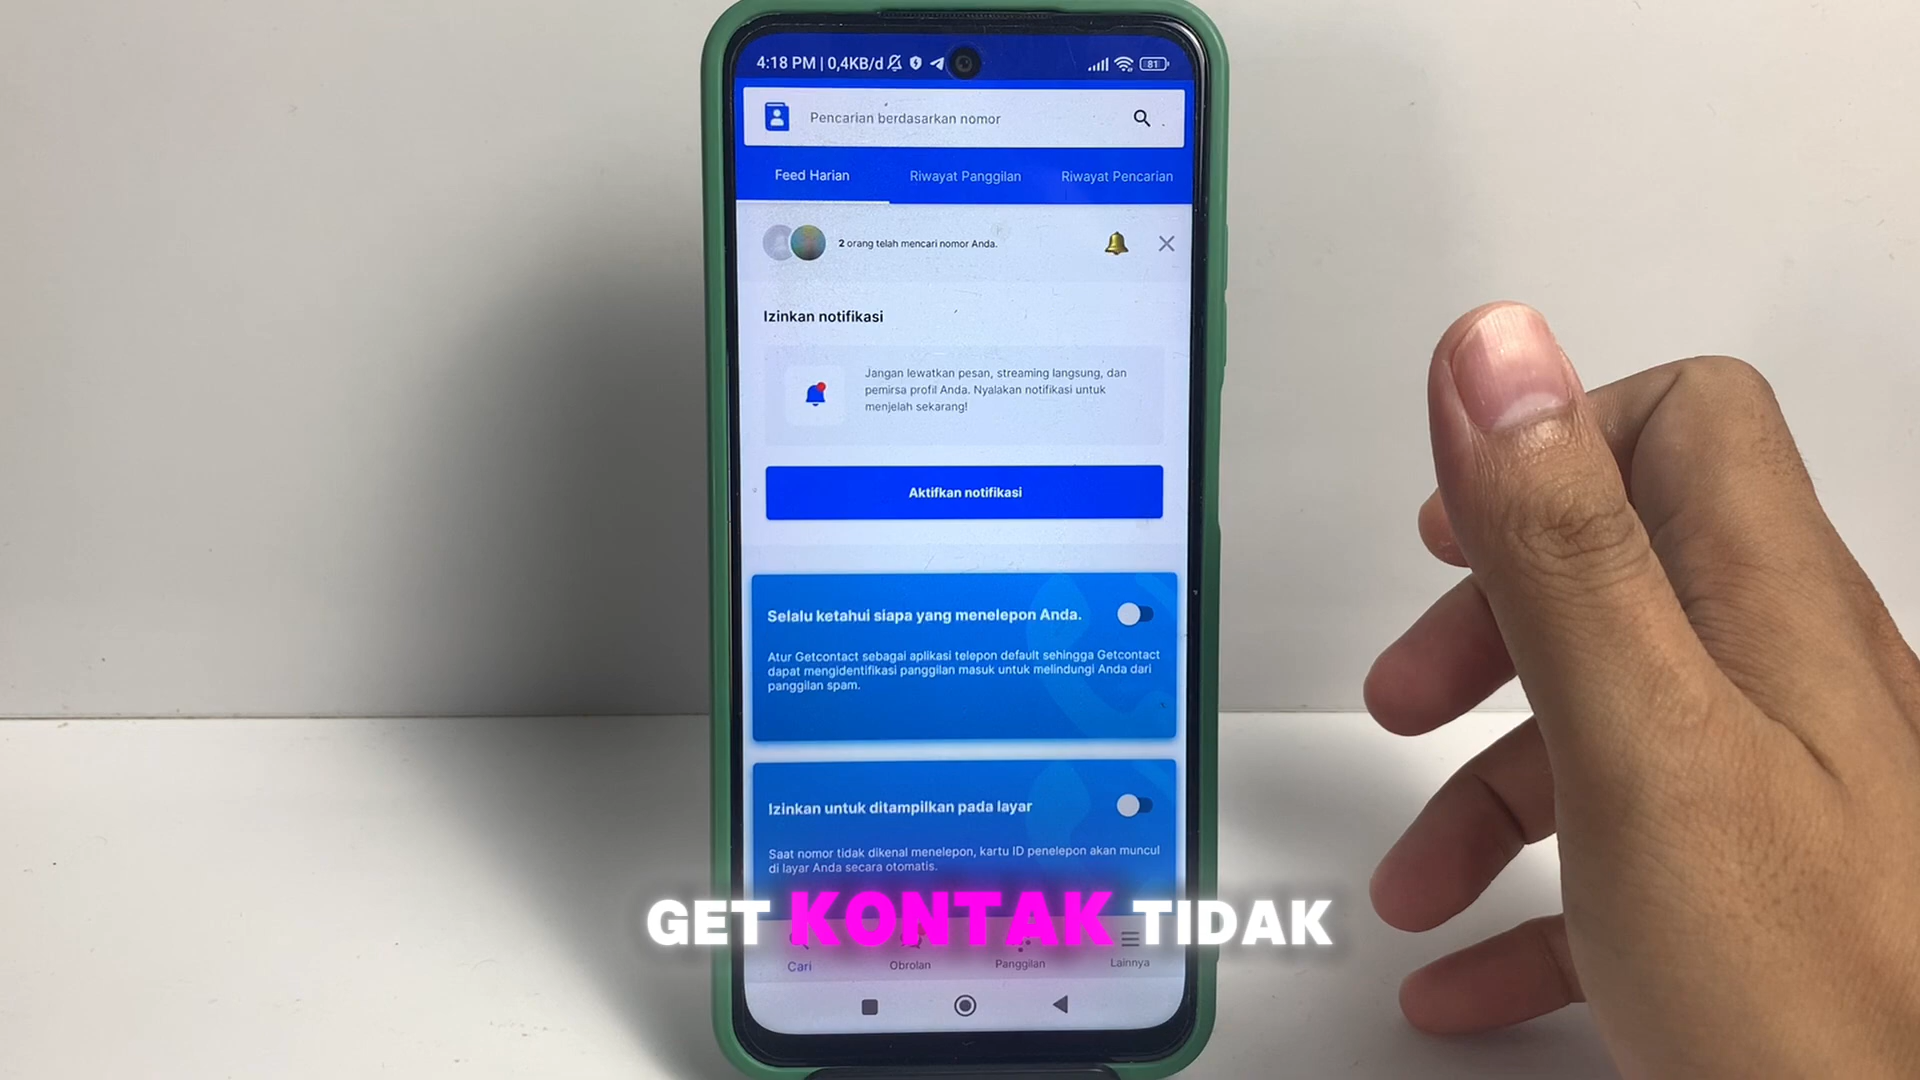 4:18 PM | 0,4KB/d
81
Pencarian berdasarkan nomor
Feed Harian
Riwayat Panggilan
Riwayat Pencarian
2 orang telah mencari nomor Anda.
Izinkan notifikasi
Jangan lewatkan pesan, streaming langsung, dan
pemirsa profil Anda. Nyalakan notifikasi untuk
menjelah sekarang!
Aktifkan notifikasi
Selalu ketahui siapa yang menelepon Anda.
Atur Getcontact sebagai aplikasi telepon default sehingga Getcontact
dapat mengidentifikasi panggilan masuk untuk melindungi Anda dari
panggilan spam.
Izinkan untuk ditampilkan pada layar
Saat nomor tidak dikenal menelepon, kartu ID penelepon akan muncul
di layar Anda secara otomatis.
GET KONTAK TIDAK
Cari
Obrolan
Panggilan
Lainnya